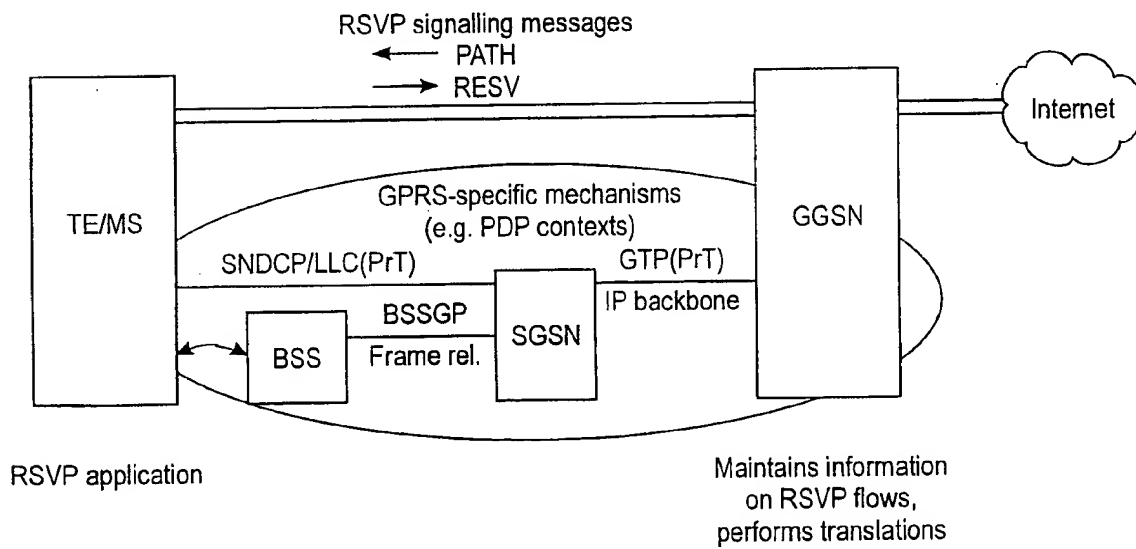 RSVP signalling messages
PATH
RESV
Internet
TE/MS
GPRS-specific mechanisms
(e.g. PDP contexts)
GGSN
SNDCP/LLC(PrT)
GTP(PrT)
IP backbone
BSSGP
SGSN
BSS
Frame rel.
RSVP application
Maintains information
on RSVP flows,
performs translations